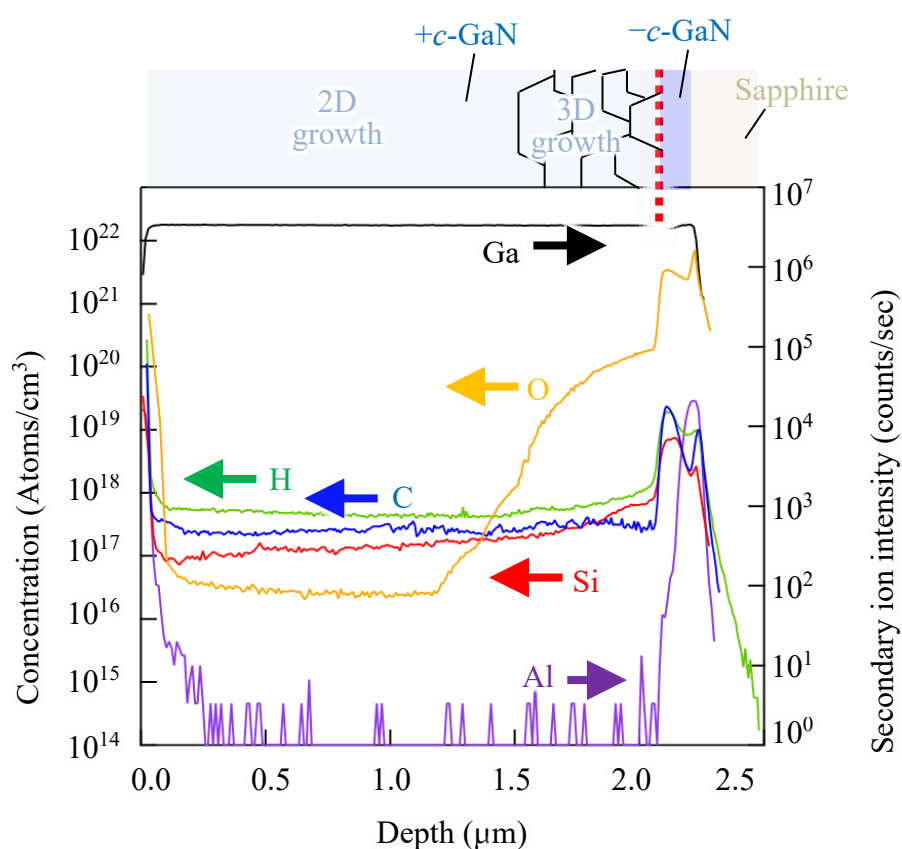 +c-GaN
−c-GaN
2D
growth
3D
growth
Sapphire
10⁷
10⁶
10⁵
10⁴
10³
10²
10¹
10⁰
Secondary ion intensity (counts/sec)
10²²
10²¹
10²⁰
10¹⁹
10¹⁸
10¹⁷
10¹⁶
10¹⁵
10¹⁴
Concentration (Atoms/cm³)
Ga
O
H
C
Si
Al
0.0 0.5 1.0 1.5 2.0 2.5
Depth (μm)